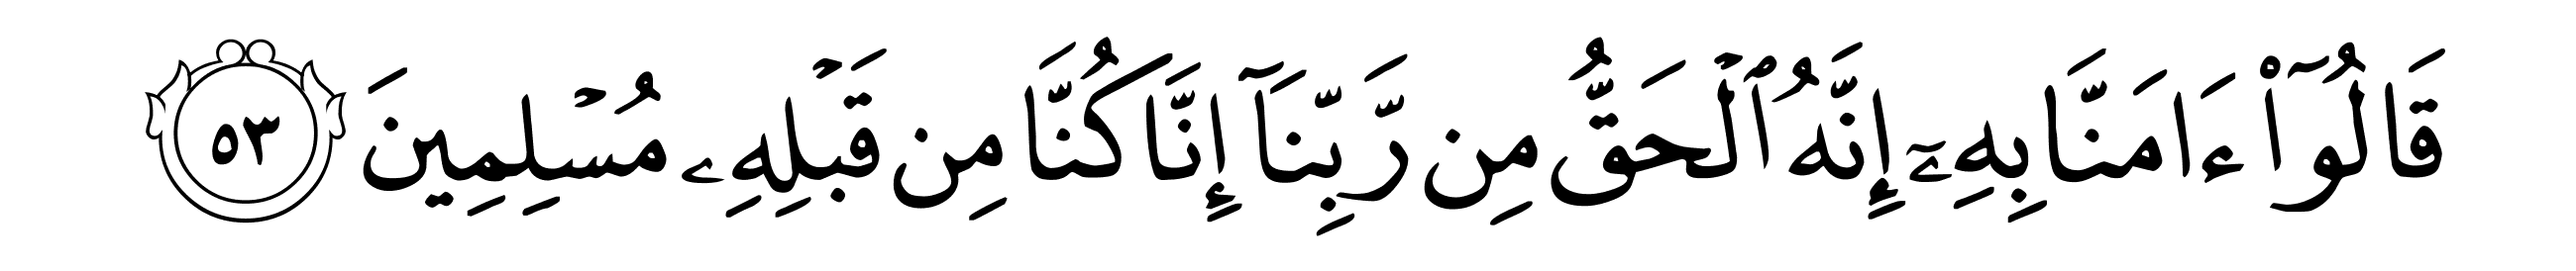 قَالُوٓا۟ ءَامَنَّا بِهِۦٓ إِنَّهُ ٱلْحَقُّ مِن رَّبِّنَآ إِنَّا كُنَّا مِن قَبْلِهِۦ مُسْلِمِينَ ٥٣